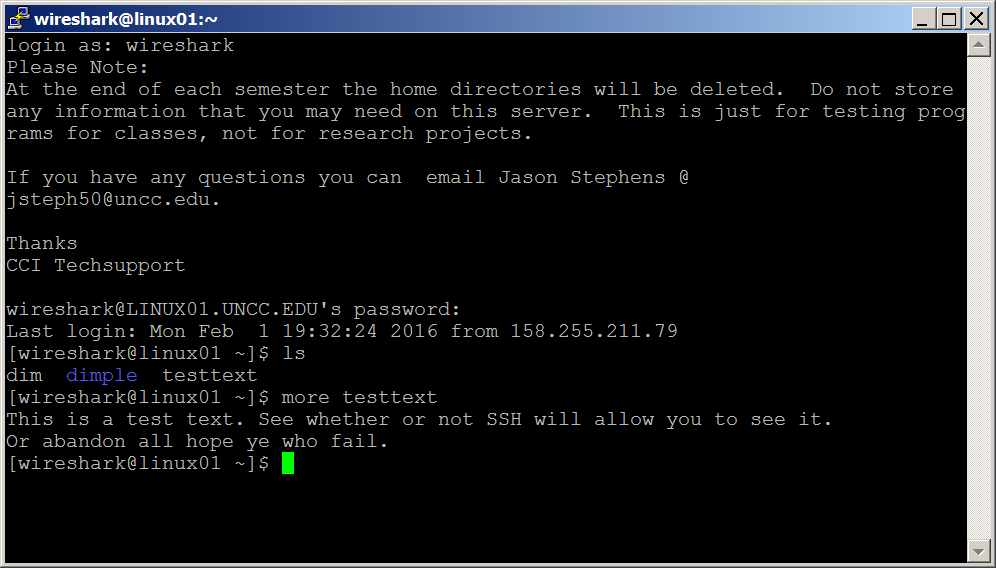 wireshark@linux01:~
login as: wireshark
Please Note:
At the end of each semester the home directories will be deleted.  Do not store
any information that you may need on this server.  This is just for testing prog
rams for classes, not for research projects.
If you have any questions you can  email Jason Stephens @
jsteph50@uncc.edu.
Thanks
CCI Techsupport
wireshark@LINUX01.UNCC.EDU's password:
Last login: Mon Feb  1 19:32:24 2016 from 158.255.211.79
[wireshark@linux01 ~]$ ls
dim  dimple  testtext
[wireshark@linux01 ~]$ more testtext
This is a test text. See whether or not SSH will allow you to see it.
Or abandon all hope ye who fail.
[wireshark@linux01 ~]$